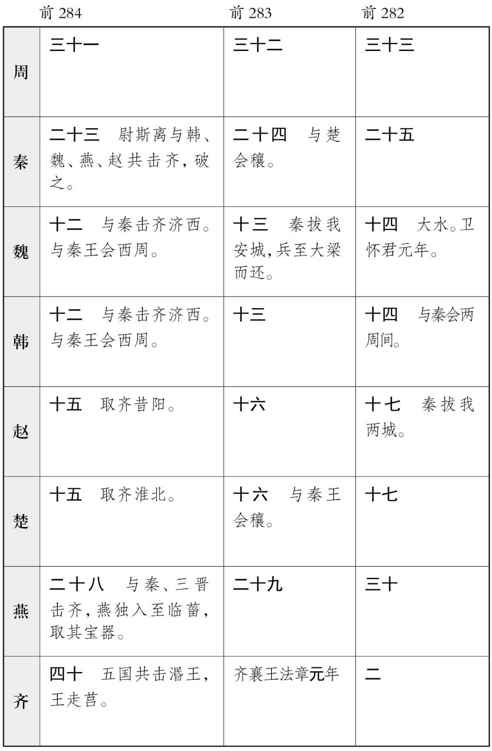 前 284 前 283 前 282
周
三十一
三十二
三十三
秦
二十三 尉斯离与韩、
魏、燕、赵共击齐，破
之。
二十四 与楚
会穰。
二十五
魏
十二 与秦击齐济西。
与秦王会西周。
十三 秦拔我
安城，兵至大梁
而还。
十四 大水。卫
怀君元年。
韩
十二 与秦击齐济西。
与秦王会西周。
十三
十四 与秦会两
周间。
赵
十五 取齐昔阳。
十六
十七 秦拔我
两城。
楚
十五 取齐淮北。
十六 与秦王
会穰。
十七
燕
二十八 与秦、三晋
击齐，燕独入至临菑，
取其宝器。
二十九
三十
齐
四十 五国共击湣王，
王走莒。
齐襄王法章元年
二